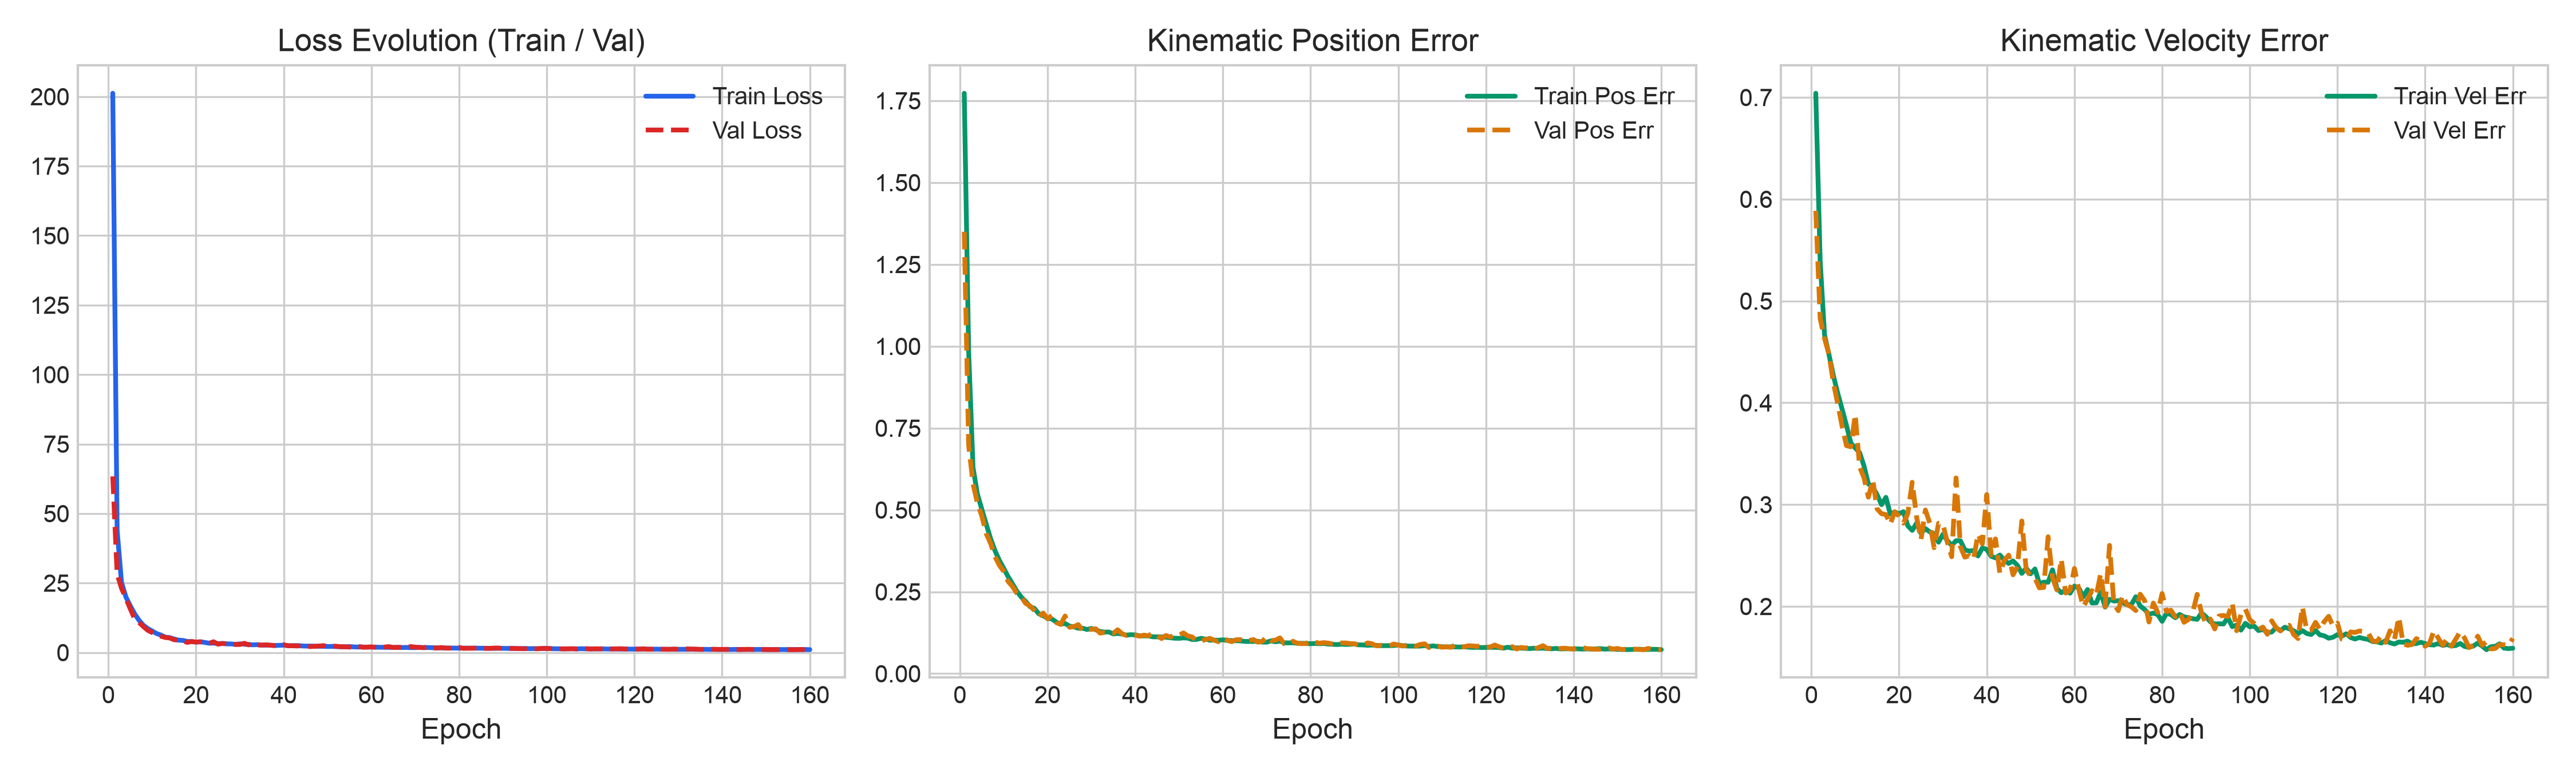 Loss Evolution (Train / Val)
200
175
150
125
100
75
50
25
0
0 20 40 60 80 100 120 140 160
Epoch
Train Loss
Val Loss
Kinematic Position Error
1.75
1.50
1.25
1.00
0.75
0.50
0.25
0.00
0 20 40 60 80 100 120 140 160
Epoch
Train Pos Err
Val Pos Err
Kinematic Velocity Error
0.7
0.6
0.5
0.4
0.3
0.2
0 20 40 60 80 100 120 140 160
Epoch
Train Vel Err
Val Vel Err